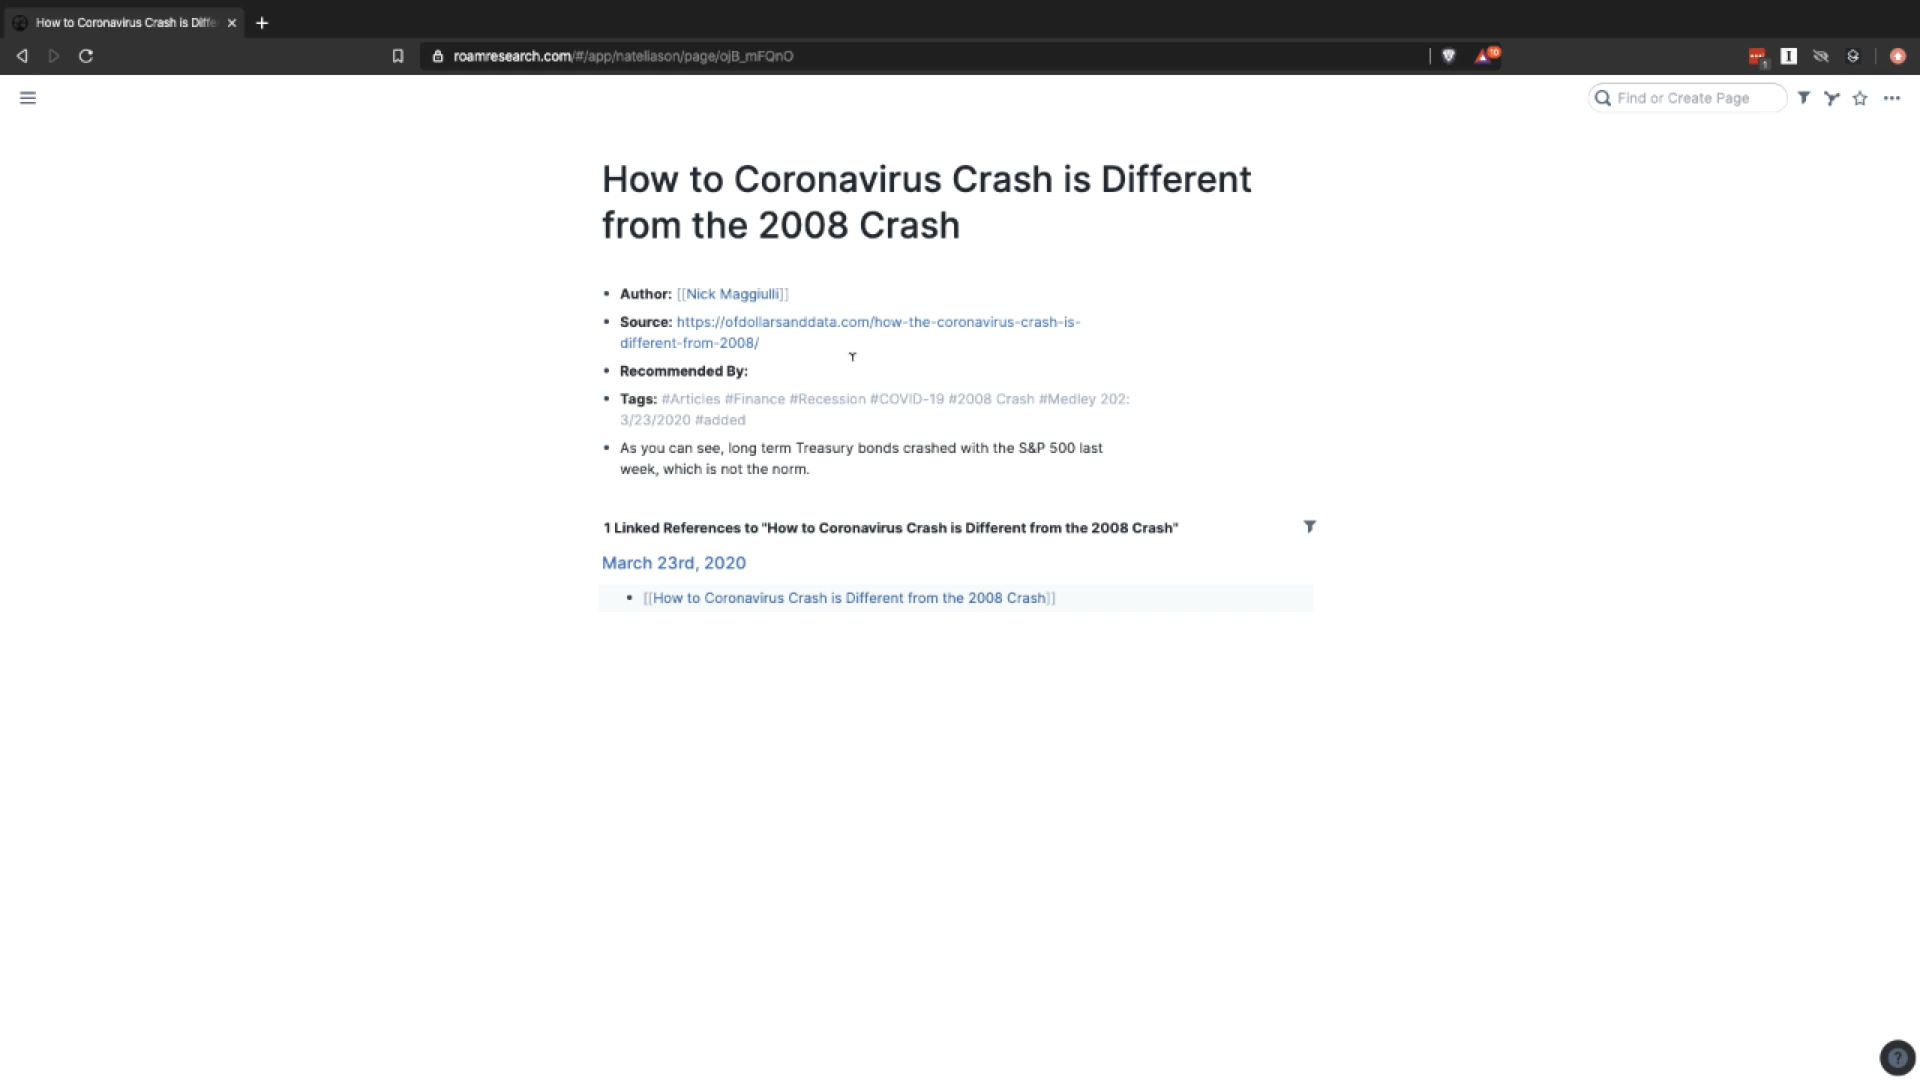 How to Coronavirus Crash is Diffe
roamresearch.com/#/app/nateliason/page/ojB_mFQnO
10
1
I
Find or Create Page
How to Coronavirus Crash is Different
from the 2008 Crash
• Author: [[Nick Maggiulli]]
• Source: https://ofdollarsanddata.com/how-the-coronavirus-crash-is-
different-from-2008/
• Recommended By:
• Tags: #Articles #Finance #Recession #COVID-19 #2008 Crash #Medley 202:
3/23/2020 #added
• As you can see, long term Treasury bonds crashed with the S&P 500 last
week, which is not the norm.
1 Linked References to "How to Coronavirus Crash is Different from the 2008 Crash"
March 23rd, 2020
• [[How to Coronavirus Crash is Different from the 2008 Crash]]
?